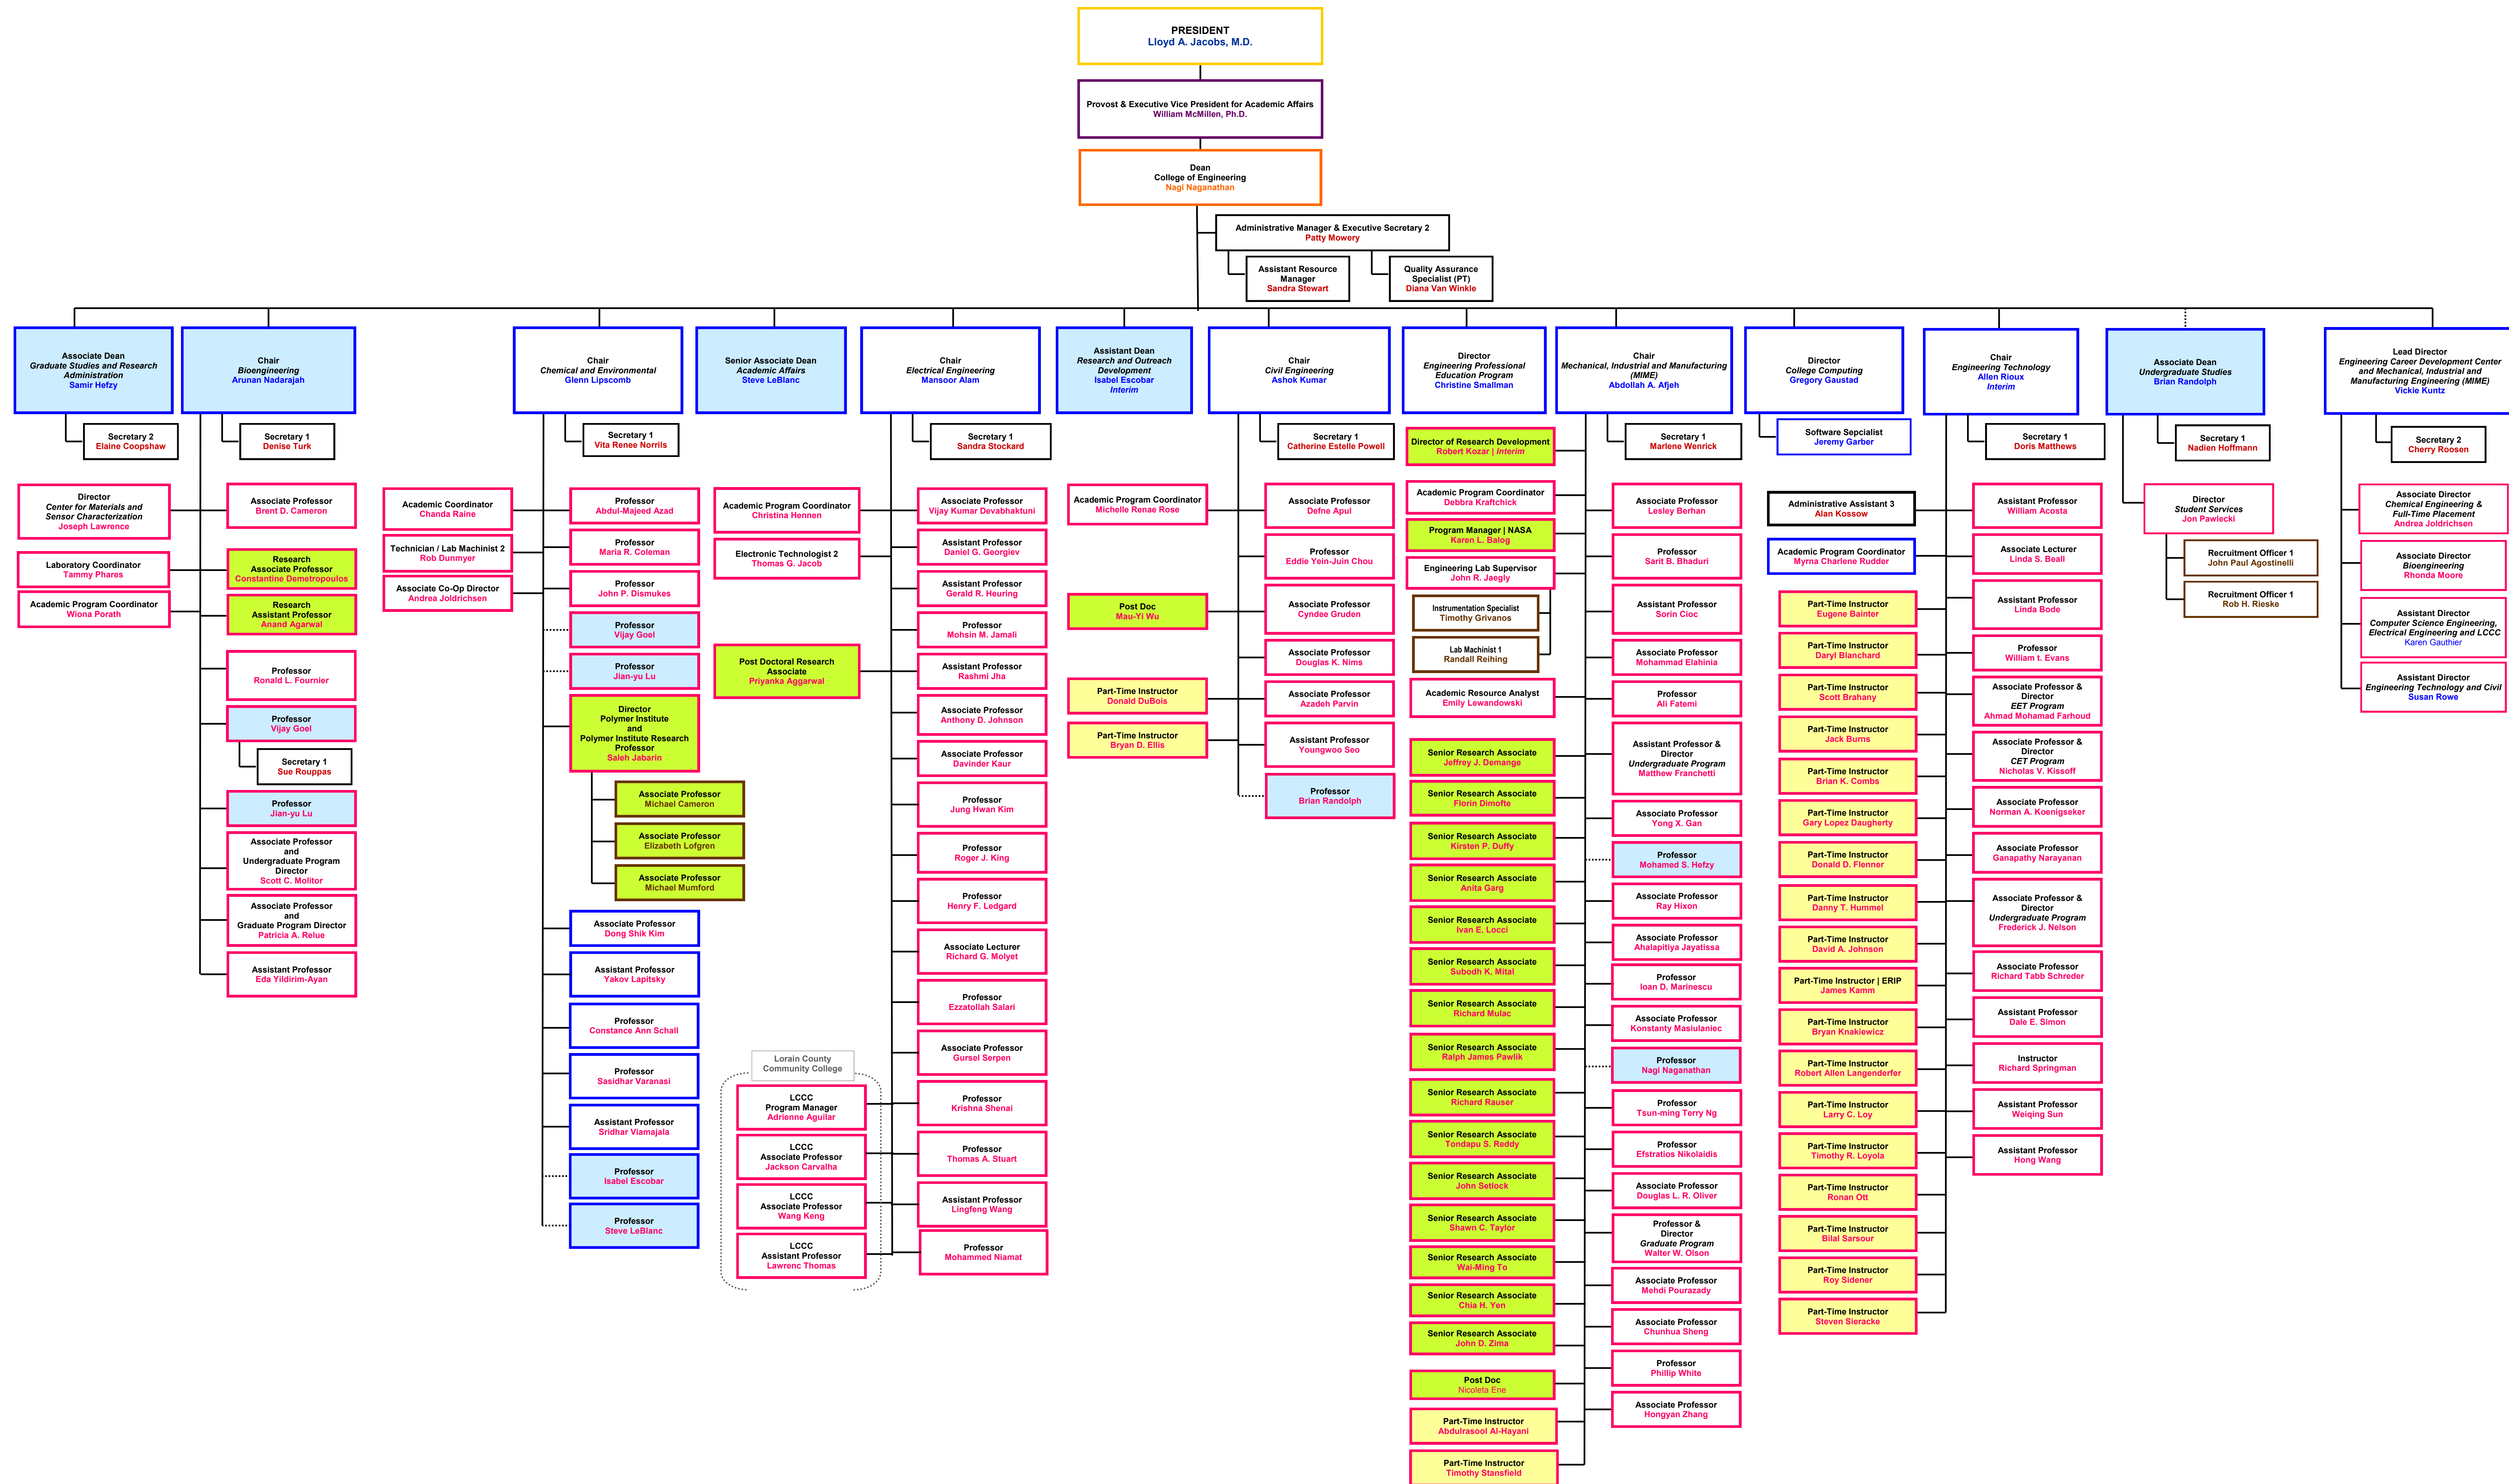 PRESIDENT
Lloyd A. Jacobs, M.D.
Provost & Executive Vice President for Academic Affairs
William McMillen, Ph.D.
Dean
College of Engineering
Nagi Naganathan
Administrative Manager & Executive Secretary 2
Patty Mowery
Assistant Resource
Manager
Sandra Stewart
Quality Assurance
Specialist (PT)
Diana Van Winkle
Associate Dean
Graduate Studies and Research
Administration
Samir Hefzy
Secretary 2
Elaine Coopshaw
Chair
Bioengineering
Arunan Nadarajah
Secretary 1
Denise Turk
Director
Center for Materials and
Sensor Characterization
Joseph Lawrence
Laboratory Coordinator
Tammy Phares
Academic Program Coordinator
Wiona Porath
Associate Professor
Brent D. Cameron
Research
Associate Professor
Constantine Demetropoulos
Research
Assistant Professor
Anand Agarwal
Professor
Ronald L. Fournier
Professor
Vijay Goel
Secretary 1
Sue Rouppas
Professor
Jian-yu Lu
Associate Professor
and
Undergraduate Program
Director
Scott C. Molitor
Associate Professor
and
Graduate Program Director
Patricia A. Relue
Assistant Professor
Eda Yildirim-Ayan
Chair
Chemical and Environmental
Glenn Lipscomb
Secretary 1
Vita Renee Norrils
Academic Coordinator
Chanda Raine
Technician / Lab Machinist 2
Rob Dunmyer
Associate Co-Op Director
Andrea Joldrichsen
Professor
Abdul-Majeed Azad
Professor
Maria R. Coleman
Professor
John P. Dismukes
Professor
Vijay Goel
Professor
Jian-yu Lu
Director
Polymer Institute
and
Polymer Institute Research
Professor
Saleh Jabarin
Associate Professor
Michael Cameron
Associate Professor
Elizabeth Lofgren
Associate Professor
Michael Mumford
Associate Professor
Dong Shik Kim
Assistant Professor
Yakov Lapitsky
Professor
Constance Ann Schall
Professor
Sasidhar Varanasi
Assistant Professor
Sridhar Viamajala
Professor
Isabel Escobar
Professor
Steve LeBlanc
Senior Associate Dean
Academic Affairs
Steve LeBlanc
Chair
Electrical Engineering
Mansoor Alam
Secretary 1
Sandra Stockard
Academic Program Coordinator
Christina Hennen
Electronic Technologist 2
Thomas G. Jacob
Post Doctoral Research
Associate
Priyanka Aggarwal
Lorain County
Community College
LCCC
Program Manager
Adrienne Aguilar
LCCC
Associate Professor
Jackson Carvalha
LCCC
Associate Professor
Wang Keng
LCCC
Assistant Professor
Lawrenc Thomas
Associate Professor
Vijay Kumar Devabhaktuni
Assistant Professor
Daniel G. Georgiev
Assistant Professor
Gerald R. Heuring
Professor
Mohsin M. Jamali
Assistant Professor
Rashmi Jha
Associate Professor
Anthony D. Johnson
Associate Professor
Davinder Kaur
Professor
Jung Hwan Kim
Professor
Roger J. King
Professor
Henry F. Ledgard
Associate Lecturer
Richard G. Molyet
Professor
Ezzatollah Salari
Associate Professor
Gursel Serpen
Professor
Krishna Shenai
Professor
Thomas A. Stuart
Assistant Professor
Lingfeng Wang
Professor
Mohammed Niamat
Assistant Dean
Research and Outreach
Development
Isabel Escobar
Interim
Chair
Civil Engineering
Ashok Kumar
Secretary 1
Catherine Estelle Powell
Academic Program Coordinator
Michelle Renae Rose
Post Doc
Mau-Yi Wu
Part-Time Instructor
Donald DuBois
Part-Time Instructor
Bryan D. Ellis
Associate Professor
Defne Apul
Professor
Eddie Yein-Juin Chou
Associate Professor
Cyndee Gruden
Associate Professor
Douglas K. Nims
Associate Professor
Azadeh Parvin
Assistant Professor
Youngwoo Seo
Professor
Brian Randolph
Director
Engineering Professional
Education Program
Christine Smallman
Chair
Mechanical, Industrial and Manufacturing
(MIME)
Abdollah A. Afjeh
Secretary 1
Marlene Wenrick
Director of Research Development
Robert Kozar | Interim
Academic Program Coordinator
Debbra Kraftchick
Program Manager | NASA
Karen L. Balog
Engineering Lab Supervisor
John R. Jaegly
Instrumentation Specialist
Timothy Grivanos
Lab Machinist 1
Randall Reihing
Academic Resource Analyst
Emily Lewandowski
Senior Research Associate
Jeffrey J. Demange
Senior Research Associate
Florin Dimofte
Senior Research Associate
Kirsten P. Duffy
Senior Research Associate
Anita Garg
Senior Research Associate
Ivan E. Locci
Senior Research Associate
Subodh K. Mital
Senior Research Associate
Richard Mulac
Senior Research Associate
Ralph James Pawlik
Senior Research Associate
Richard Rauser
Senior Research Associate
Tondapu S. Reddy
Senior Research Associate
John Setlock
Senior Research Associate
Shawn C. Taylor
Senior Research Associate
Wai-Ming To
Senior Research Associate
Chia H. Yen
Senior Research Associate
John D. Zima
Post Doc
Nicoleta Ene
Part-Time Instructor
Abdulrasool Al-Hayani
Part-Time Instructor
Timothy Stansfield
Associate Professor
Lesley Berhan
Professor
Sarit B. Bhaduri
Assistant Professor
Sorin Cioc
Associate Professor
Mohammad Elahinia
Professor
Ali Fatemi
Assistant Professor &
Director
Undergraduate Program
Matthew Franchetti
Associate Professor
Yong X. Gan
Professor
Mohamed S. Hefzy
Associate Professor
Ray Hixon
Associate Professor
Ahalapitiya Jayatissa
Professor
Ioan D. Marinescu
Associate Professor
Konstanty Masiulaniec
Professor
Nagi Naganathan
Professor
Tsun-ming Terry Ng
Professor
Efstratios Nikolaidis
Associate Professor
Douglas L. R. Oliver
Professor &
Director
Graduate Program
Walter W. Olson
Associate Professor
Mehdi Pourazady
Associate Professor
Chunhua Sheng
Professor
Phillip White
Associate Professor
Hongyan Zhang
Director
College Computing
Gregory Gaustad
Software Sepcialist
Jeremy Garber
Chair
Engineering Technology
Allen Rioux
Interim
Secretary 1
Doris Matthews
Administrative Assistant 3
Alan Kossow
Academic Program Coordinator
Myrna Charlene Rudder
Part-Time Instructor
Eugene Bainter
Part-Time Instructor
Daryl Blanchard
Part-Time Instructor
Scott Brahany
Part-Time Instructor
Jack Burns
Part-Time Instructor
Brian K. Combs
Part-Time Instructor
Gary Lopez Daugherty
Part-Time Instructor
Donald D. Flenner
Part-Time Instructor
Danny T. Hummel
Part-Time Instructor
David A. Johnson
Part-Time Instructor | ERIP
James Kamm
Part-Time Instructor
Bryan Knakiewicz
Part-Time Instructor
Robert Allen Langenderfer
Part-Time Instructor
Larry C. Loy
Part-Time Instructor
Timothy R. Loyola
Part-Time Instructor
Ronan Ott
Part-Time Instructor
Bilal Sarsour
Part-Time Instructor
Roy Sidener
Part-Time Instructor
Steven Sieracke
Assistant Professor
William Acosta
Associate Lecturer
Linda S. Beall
Assistant Professor
Linda Bode
Professor
William t. Evans
Associate Professor &
Director
EET Program
Ahmad Mohamad Farhoud
Associate Professor &
Director
CET Program
Nicholas V. Kissoff
Associate Professor
Norman A. Koenigseker
Associate Professor
Ganapathy Narayanan
Associate Professor &
Director
Undergraduate Program
Frederick J. Nelson
Associate Professor
Richard Tabb Schreder
Assistant Professor
Dale E. Simon
Instructor
Richard Springman
Assistant Professor
Weiqing Sun
Assistant Professor
Hong Wang
Associate Dean
Undergraduate Studies
Brian Randolph
Secretary 1
Nadien Hoffmann
Director
Student Services
Jon Pawlecki
Recruitment Officer 1
John Paul Agostinelli
Recruitment Officer 1
Rob H. Rieske
Lead Director
Engineering Career Development Center
and Mechanical, Industrial and
Manufacturing Engineering (MIME)
Vickie Kuntz
Secretary 2
Cherry Roosen
Associate Director
Chemical Engineering &
Full-Time Placement
Andrea Joldrichsen
Associate Director
Bioengineering
Rhonda Moore
Assistant Director
Computer Science Engineering,
Electrical Engineering and LCCC
Karen Gauthier
Assistant Director
Engineering Technology and Civil
Susan Rowe